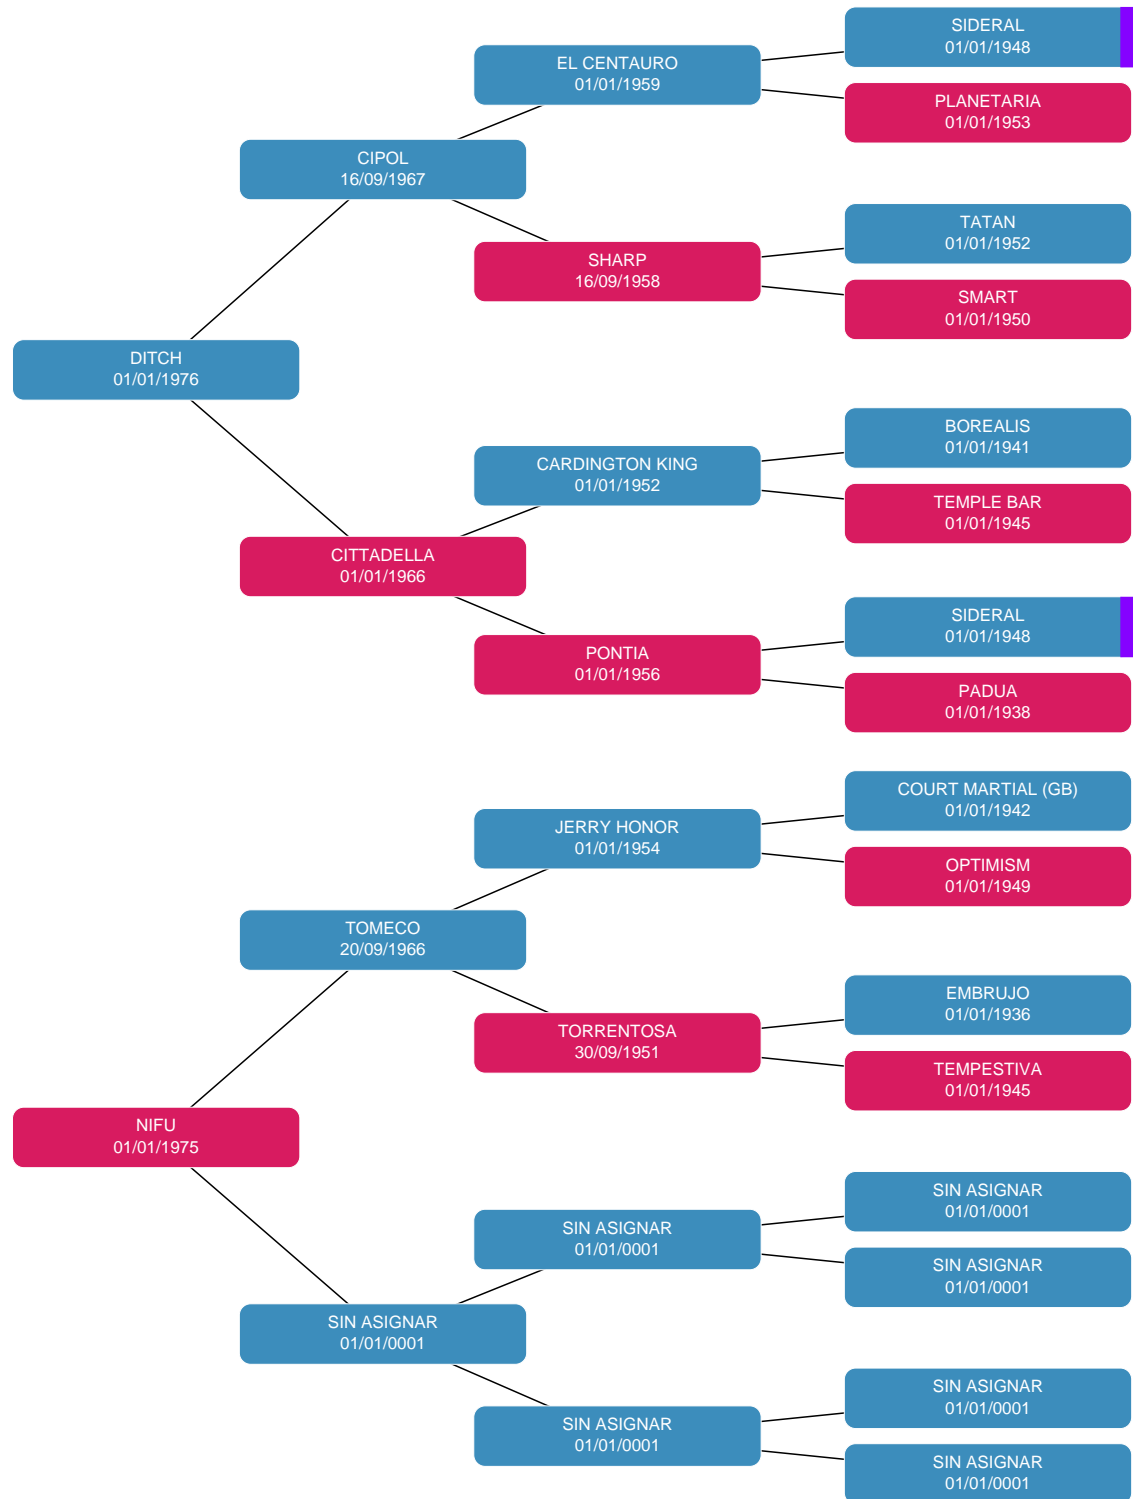 SIDERAL
01/01/1948
EL CENTAURO
01/01/1959
PLANETARIA
01/01/1953
CIPOL
16/09/1967
TATAN
01/01/1952
SHARP
16/09/1958
SMART
01/01/1950
DITCH
01/01/1976
BOREALIS
01/01/1941
CARDINGTON KING
01/01/1952
TEMPLE BAR
01/01/1945
CITTADELLA
01/01/1966
SIDERAL
01/01/1948
PONTIA
01/01/1956
PADUA
01/01/1938
COURT MARTIAL (GB)
01/01/1942
JERRY HONOR
01/01/1954
OPTIMISM
01/01/1949
TOMECO
20/09/1966
EMBRUJO
01/01/1936
TORRENTOSA
30/09/1951
TEMPESTIVA
01/01/1945
NIFU
01/01/1975
SIN ASIGNAR
01/01/0001
SIN ASIGNAR
01/01/0001
SIN ASIGNAR
01/01/0001
SIN ASIGNAR
01/01/0001
SIN ASIGNAR
01/01/0001
SIN ASIGNAR
01/01/0001
SIN ASIGNAR
01/01/0001